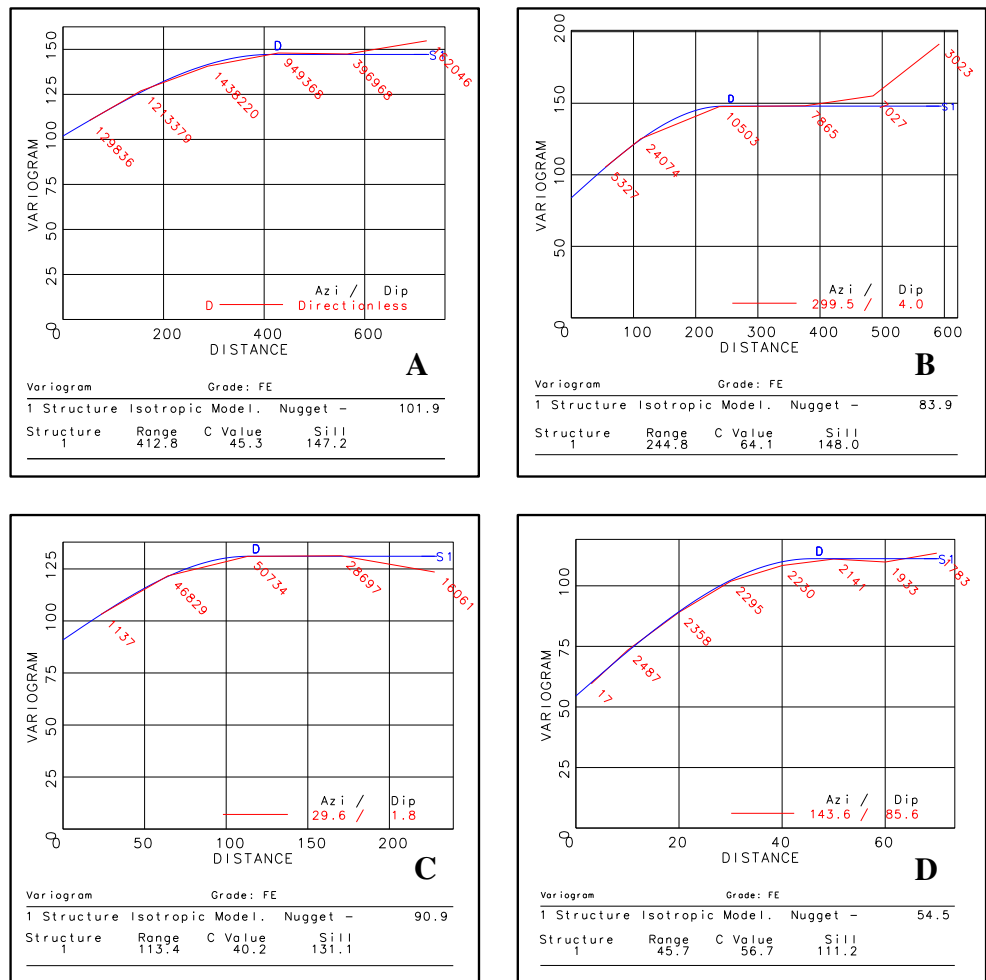 VARIOGRAM
150
125
100
75
50
25
0
D
S1
129836
1213379
1438220
949368
396968
162046
Azi / Dip
D Directionless
0 200 400 600
DISTANCE
A
Variogram Grade: FE
1 Structure Isotropic Model. Nugget - 101.9
Structure Range C Value Sill
1 412.8 45.3 147.2
VARIOGRAM
200
150
100
50
0
D
S1
5327
24074
10503
7865
7027
3023
Azi / Dip
299.5 / 4.0
0 100 200 300 400 500 600
DISTANCE
B
Variogram Grade: FE
1 Structure Isotropic Model. Nugget - 83.9
Structure Range C Value Sill
1 244.8 64.1 148.0
VARIOGRAM
125
100
75
50
25
0
D
S1
1137
46829
50734
28697
16061
Azi / Dip
29.6 / 1.8
0 50 100 150 200
DISTANCE
C
Variogram Grade: FE
1 Structure Isotropic Model. Nugget - 90.9
Structure Range C Value Sill
1 113.4 40.2 131.1
VARIOGRAM
100
75
50
25
0
D
S1
17
2487
2358
2295
2230
2141
1933
1783
Azi / Dip
143.6 / 85.6
0 20 40 60
DISTANCE
D
Variogram Grade: FE
1 Structure Isotropic Model. Nugget - 54.5
Structure Range C Value Sill
1 45.7 56.7 111.2